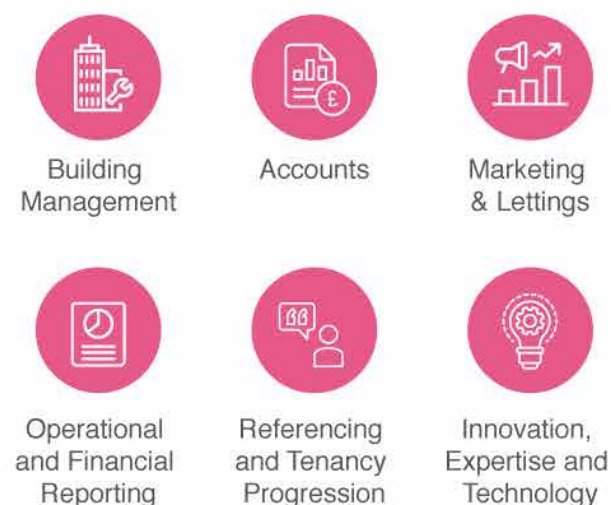 £
Building
Management
Accounts
Marketing
& Lettings
Operational
and Financial
Reporting
Referencing
and Tenancy
Progression
Innovation,
Expertise and
Technology